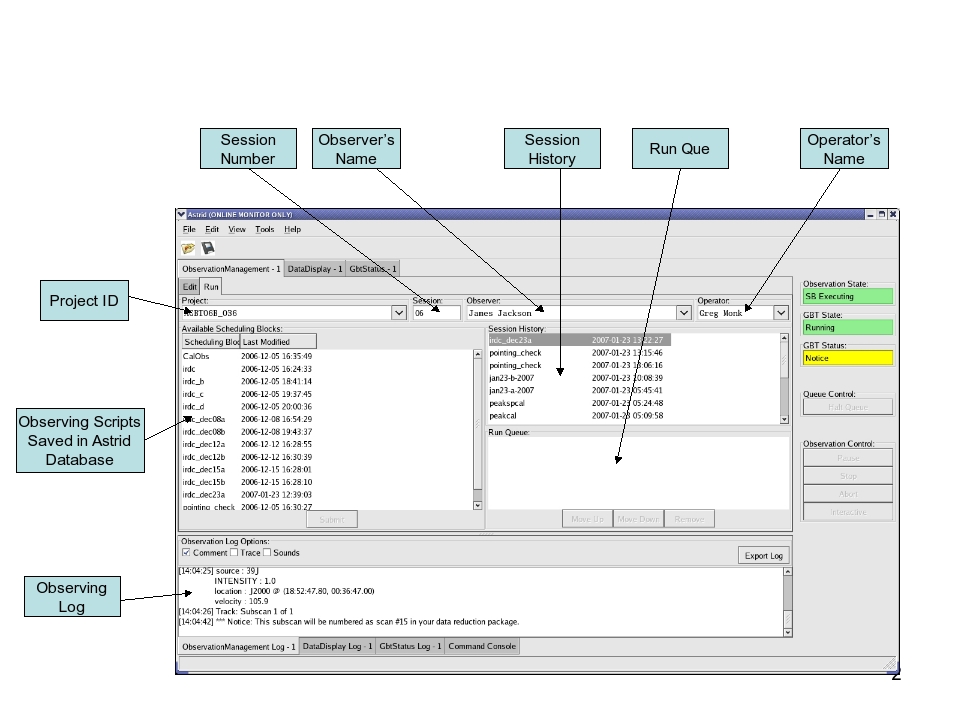 Session
Number
Observer's
Name
Session
History
Run Que
Operator's
Name
Project ID
Observing Scripts
Saved in Astrid
Database
Observing
Log
Astrid (ONLINE MONITOR ONLY)
File Edit View Tools Help
ObservationManagement - 1 DataDisplay - 1 GbtStatus - 1
Edit Run
Project: Session: Observer: Operator:
06 James Jackson Greg Monk
Available Scheduling Blocks:
Scheduling Bloc Last Modified
CalObs 2006-12-05 16:35:49
irdc 2006-12-05 16:24:33
irdc_b 2006-12-05 18:41:14
irdc_c 2006-12-05 19:37:45
irdc_d 2006-12-05 20:00:36
irdc_dec08a 2006-12-08 16:54:29
irdc_dec08b 2006-12-08 19:43:37
irdc_dec12a 2006-12-12 16:28:55
irdc_dec12b 2006-12-12 16:30:39
irdc_dec15a 2006-12-15 16:28:01
irdc_dec15b 2006-12-15 16:28:10
irdc_dec23a 2007-01-23 12:39:03
pointing_check 2006-12-05 16:30:27
Submit
Session History:
irdc_dec23a 2007-01-23 13:22:27
pointing_check 2007-01-23 13:15:46
pointing_check 2007-01-23 13:06:16
jan23-b-2007 2007-01-23 10:08:39
jan23-a-2007 2007-01-23 05:45:41
peakspcal 2007-01-23 05:24:48
peakcal 2007-01-23 05:09:58
Run Queue:
Move Up Move Down Remove
Observation State:
SB Executing
GBT State:
Running
GBT Status:
Notice
Queue Control:
Halt Queue
Observation Control:
Pause
Stop
Abort
Interactive
Observation Log Options:
Comment Trace Sounds
Export Log
[14:04:25] source : 39J
INTENSITY : 1.0
location : J2000 @ (18:52:47.80, 00:36:47.00)
velocity : 105.9
[14:04:26] Track: Subscan 1 of 1
[14:04:42] *** Notice: This subscan will be numbered as scan #15 in your data reduction package.
ObservationManagement Log - 1 DataDisplay Log - 1 GbtStatus Log - 1 Command Console
2